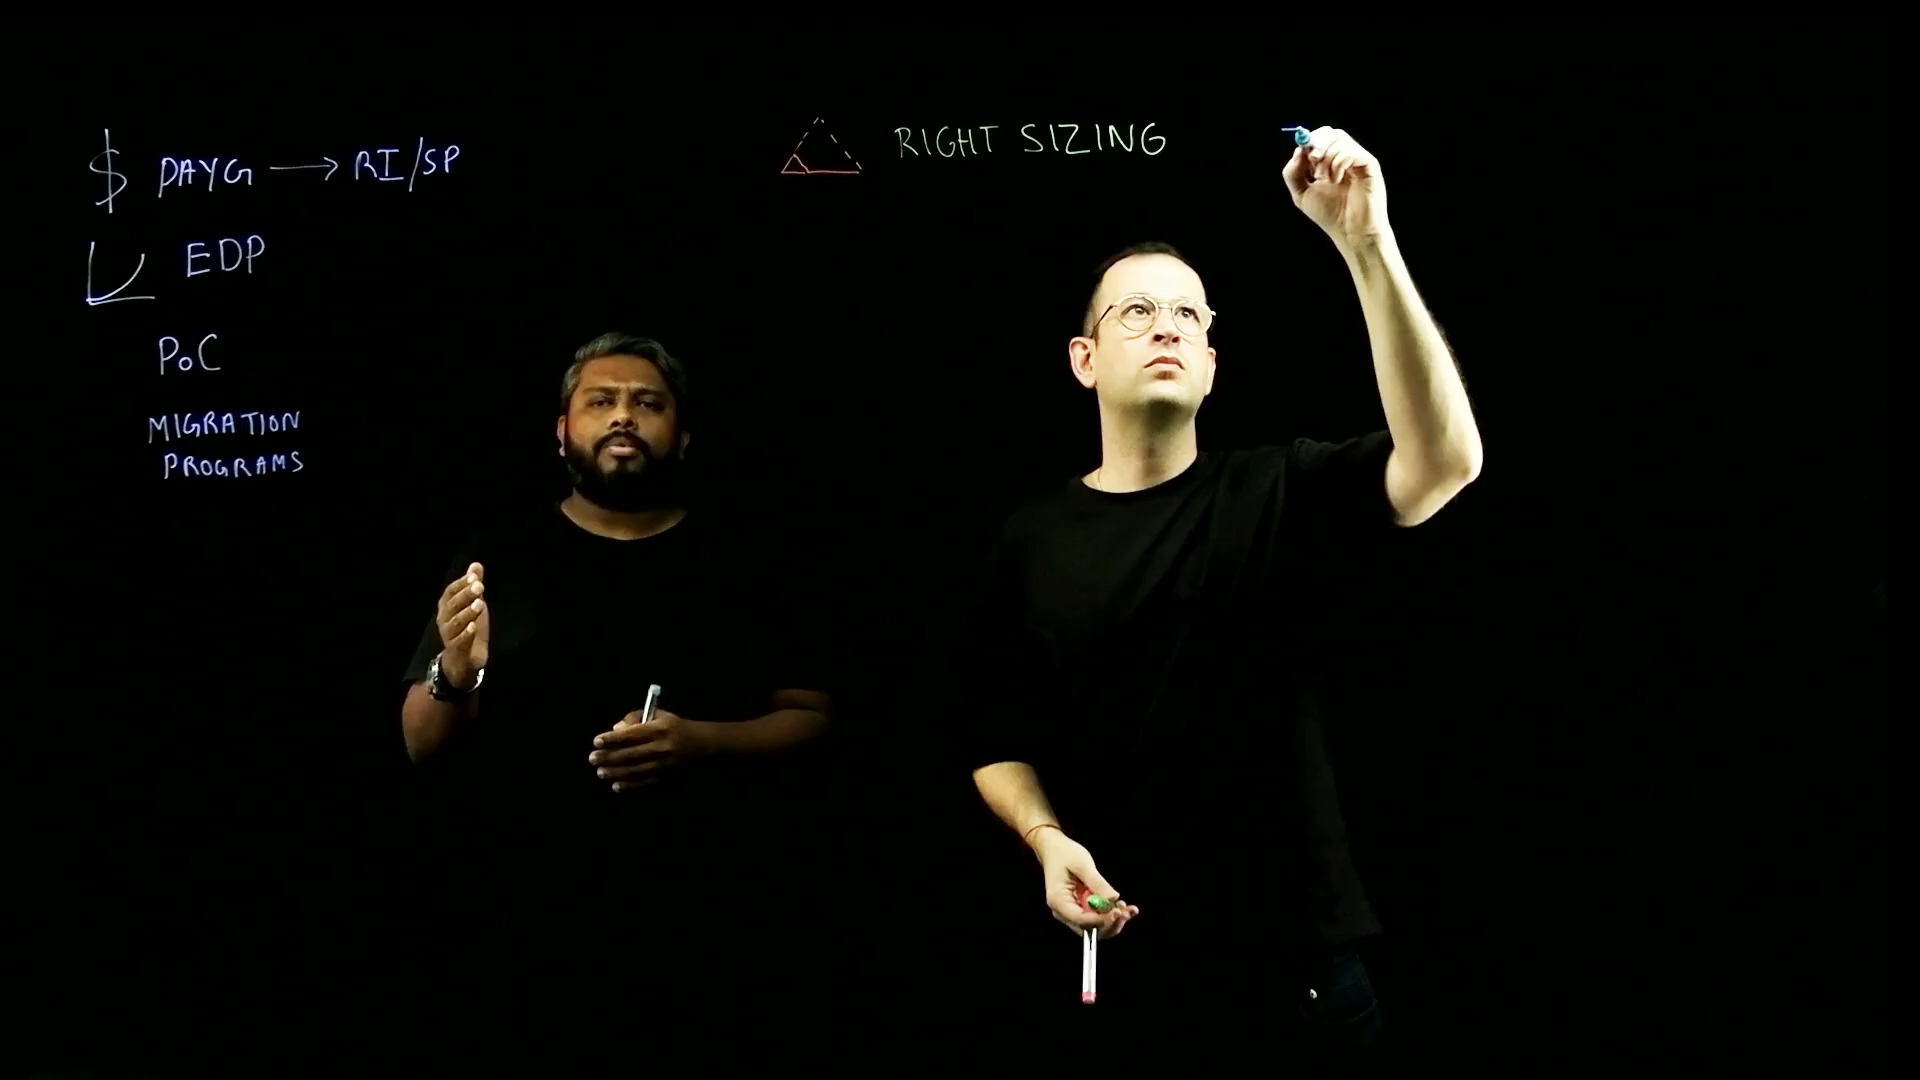 $ PAYG → RI/SP
EDP
PoC
MIGRATION
PROGRAMS
RIGHT SIZING